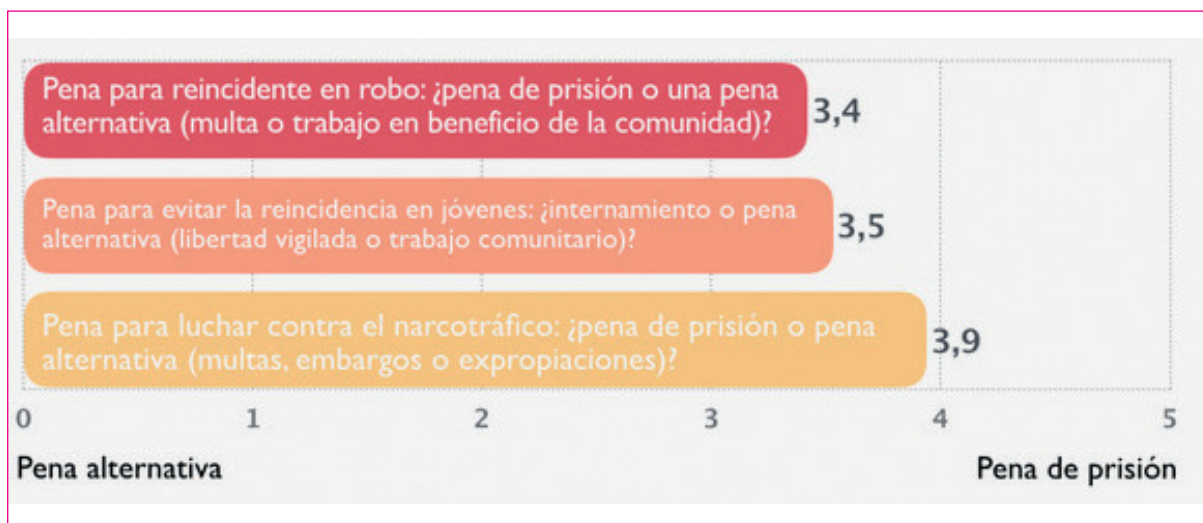 Pena para reincidente en robo: ¿pena de prisión o una pena
alternativa (multa o trabajo en beneficio de la comunidad)?
3,4
Pena para evitar la reincidencia en jóvenes: ¿internamiento o pena
alternativa (libertad vigilada o trabajo comunitario)?
3,5
Pena para luchar contra el narcotráfico: ¿pena de prisión o pena
alternativa (multas, embargos o expropiaciones)?
3,9
0 1 2 3 4 5
Pena alternativa Pena de prisión